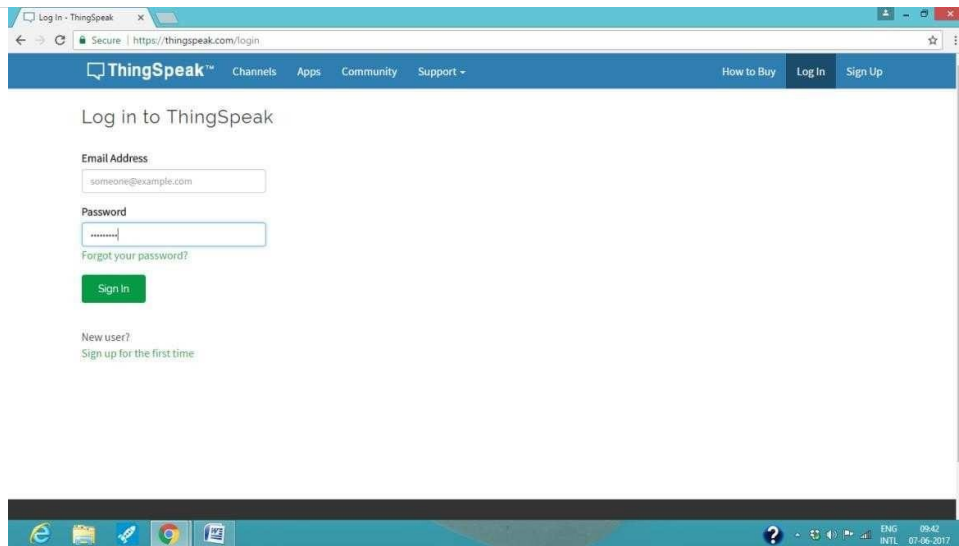 Log In - ThingSpeak
Secure | https://thingspeak.com/login
ThingSpeak™ Channels Apps Community Support How to Buy Log In Sign Up
Log in to ThingSpeak
Email Address
someone@example.com
Password
Forgot your password?
Sign In
New user?
Sign up for the first time
ENG 09:42
INTL 07-06-2017